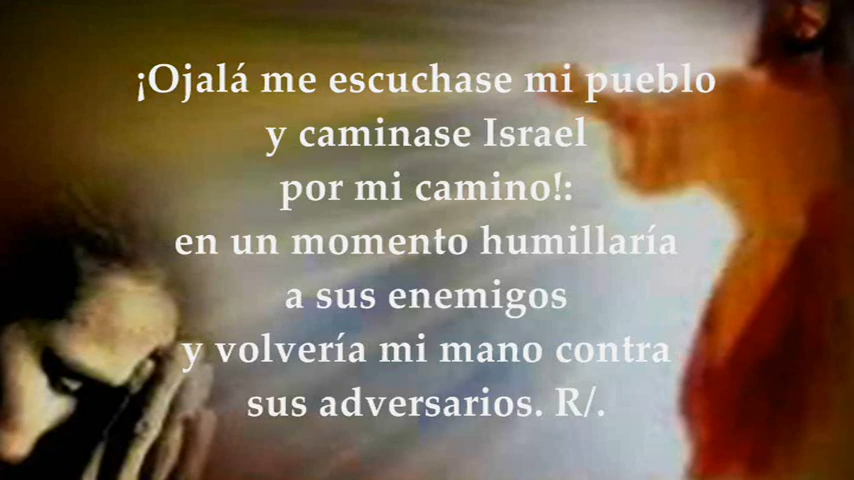 ¡Ojalá me escuchase mi pueblo
y caminase Israel
por mi camino!:
en un momento humillaría
a sus enemigos
y volvería mi mano contra
sus adversarios. R/.